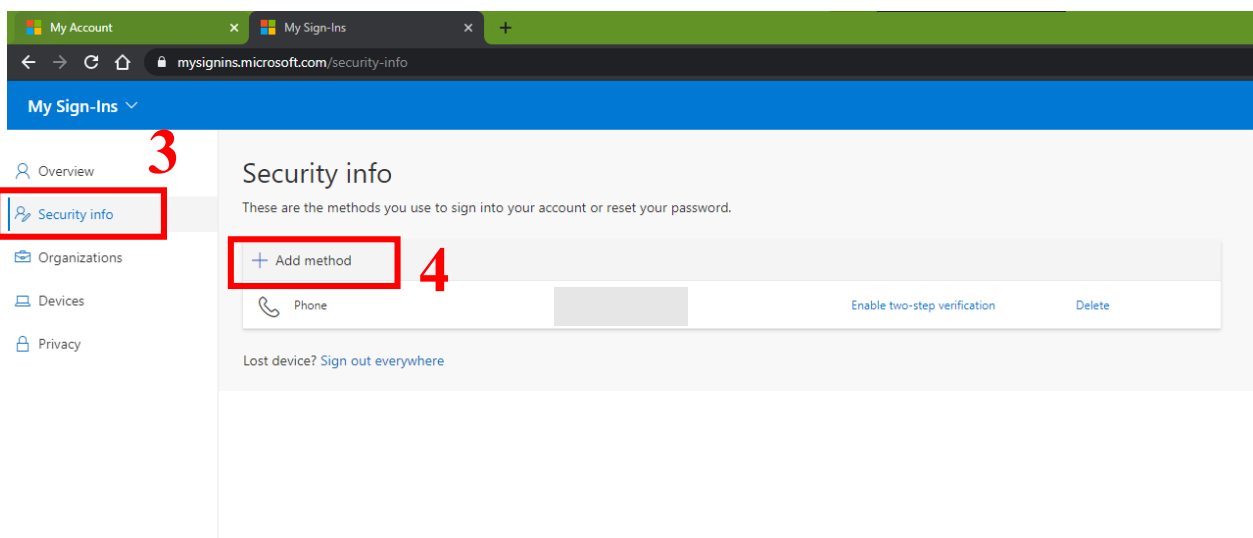 My Account
My Sign-Ins
mysignins.microsoft.com/security-info
My Sign-Ins
3
Overview
Security info
Organizations
Devices
Privacy
Security info
These are the methods you use to sign into your account or reset your password.
+ Add method
4
Phone Enable two-step verification Delete
Lost device? Sign out everywhere